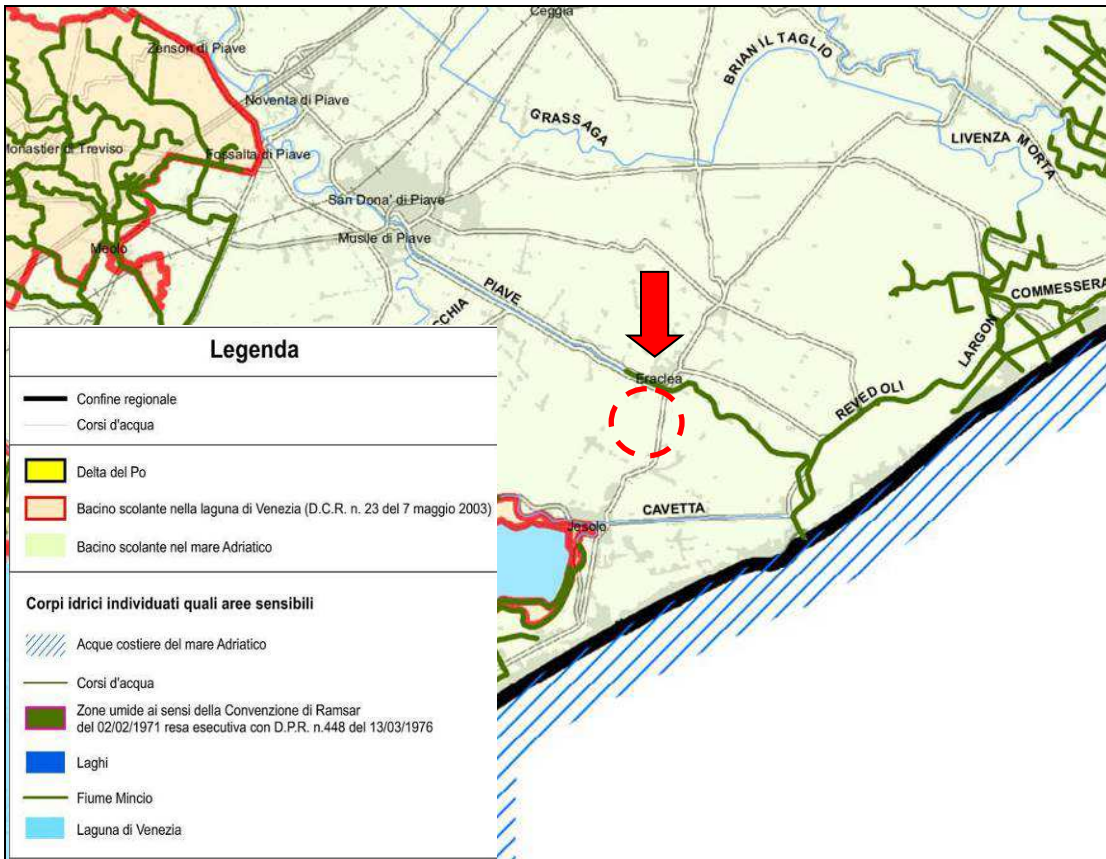 Ceggia
Zenson di Piave
BRIAN IL TAGLIO
Noventa di Piave
GRASSAGA
Monastier di Treviso
Fossalta di Piave
LIVENZA MORTA
San Dona' di Piave
Musile di Piave
Meolo
PIAVE
CCHIA
COMMESSERA
LARGON
Eraclea
REVEDOLI
CAVETTA
Jesolo
Legenda
Confine regionale
Corsi d'acqua
Delta del Po
Bacino scolante nella laguna di Venezia (D.C.R. n. 23 del 7 maggio 2003)
Bacino scolante nel mare Adriatico
Corpi idrici individuati quali aree sensibili
Acque costiere del mare Adriatico
Corsi d'acqua
Zone umide ai sensi della Convenzione di Ramsar
del 02/02/1971 resa esecutiva con D.P.R. n.448 del 13/03/1976
Laghi
Fiume Mincio
Laguna di Venezia